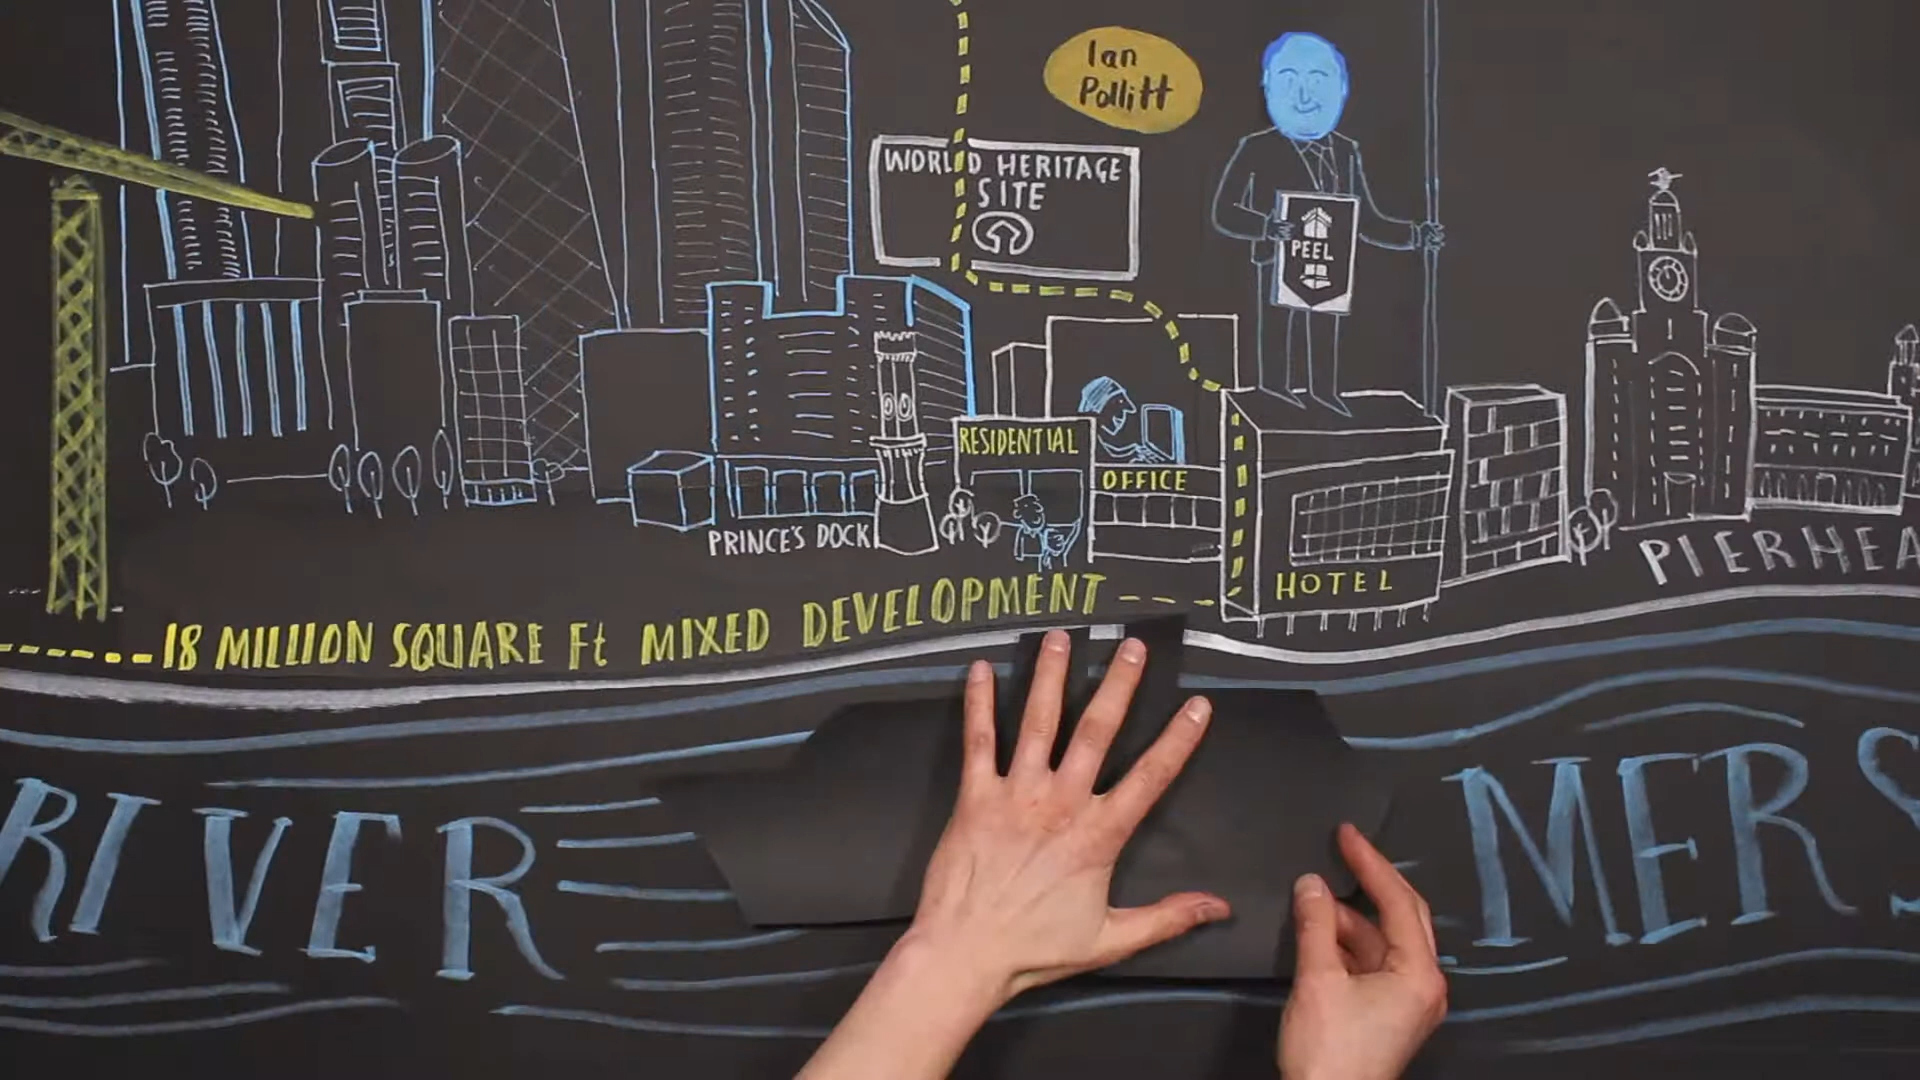 Ian
Pollitt
WORLD HERITAGE
SITE
PEEL
RESIDENTIAL
OFFICE
PRINCE'S DOCK
HOTEL
PIERHEA
18 MILLION SQUARE Ft MIXED DEVELOPMENT
RIVER MERS